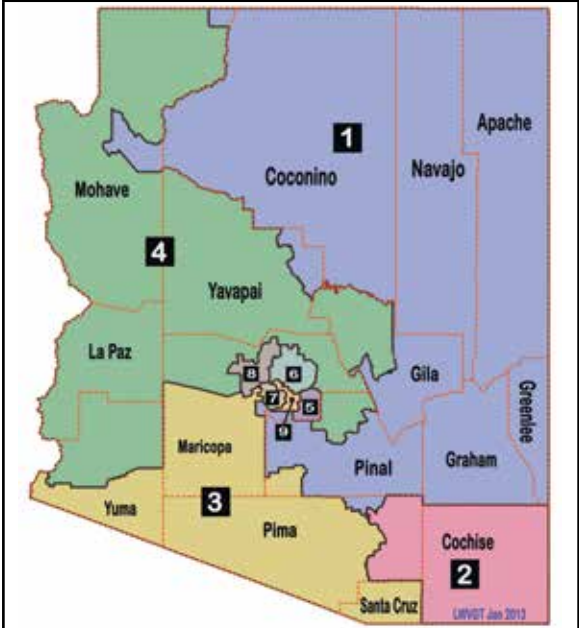 1
Apache
Navajo
Coconino
Mohave
4
Yavapai
La Paz
8
6
Gila
7
5
Greenlee
9
Maricopa
Pinal
Graham
3
Yuma
Pima
Cochise
2
Santa Cruz
LWVGT Jan 2013